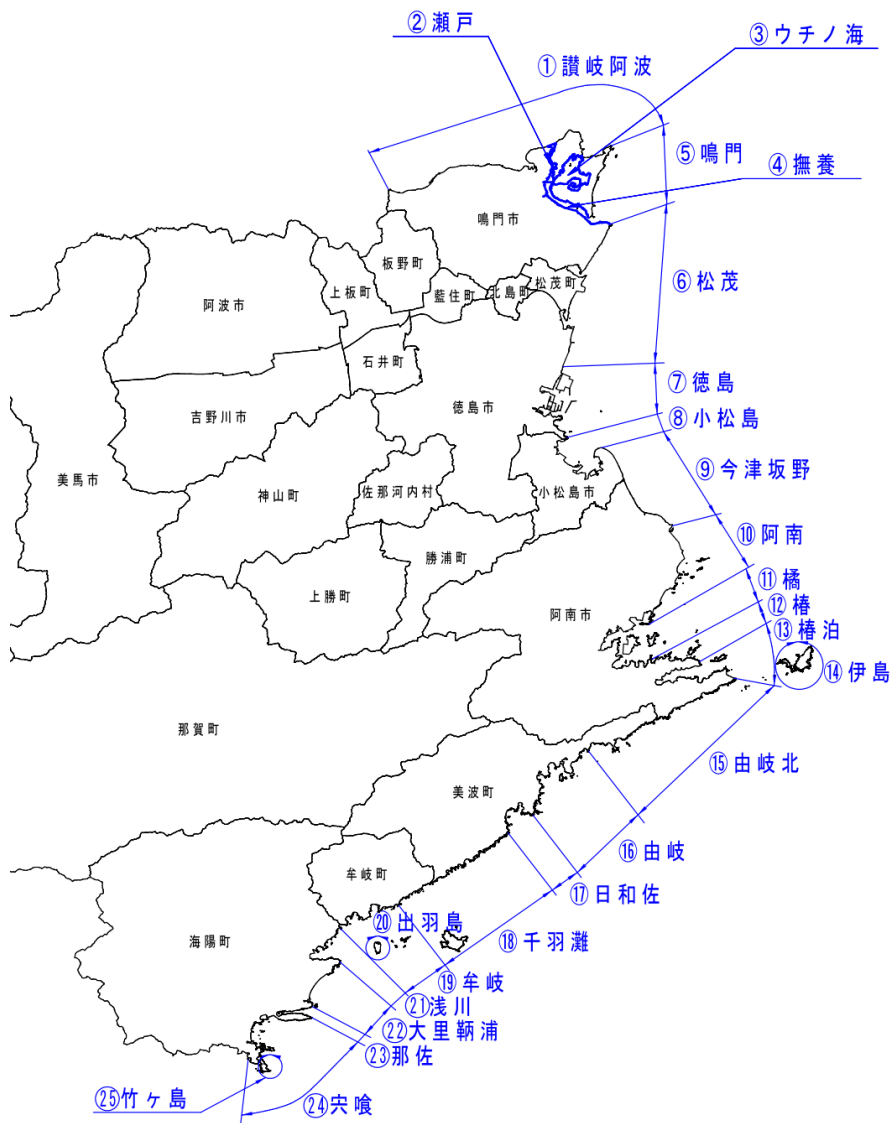 ②瀬戸
③ウチノ海
①讃岐阿波
⑤鳴門
④撫養
鳴門市
板野町
上板町
藍住町
北島町
松茂町
⑥松茂
阿波市
石井町
⑦徳島
吉野川市
徳島市
⑧小松島
美馬市
⑨今津坂野
神山町
佐那河内村
小松島市
⑩阿南
勝浦町
⑪橘
上勝町
阿南市
⑫椿
⑬椿泊
⑭伊島
那賀町
⑮由岐北
美波町
⑯由岐
牟岐町
⑰日和佐
⑳出羽島
海陽町
⑱千羽灘
⑲牟岐
㉑浅川
㉒大里鞆浦
㉓那佐
㉕竹ヶ島
㉔宍喰